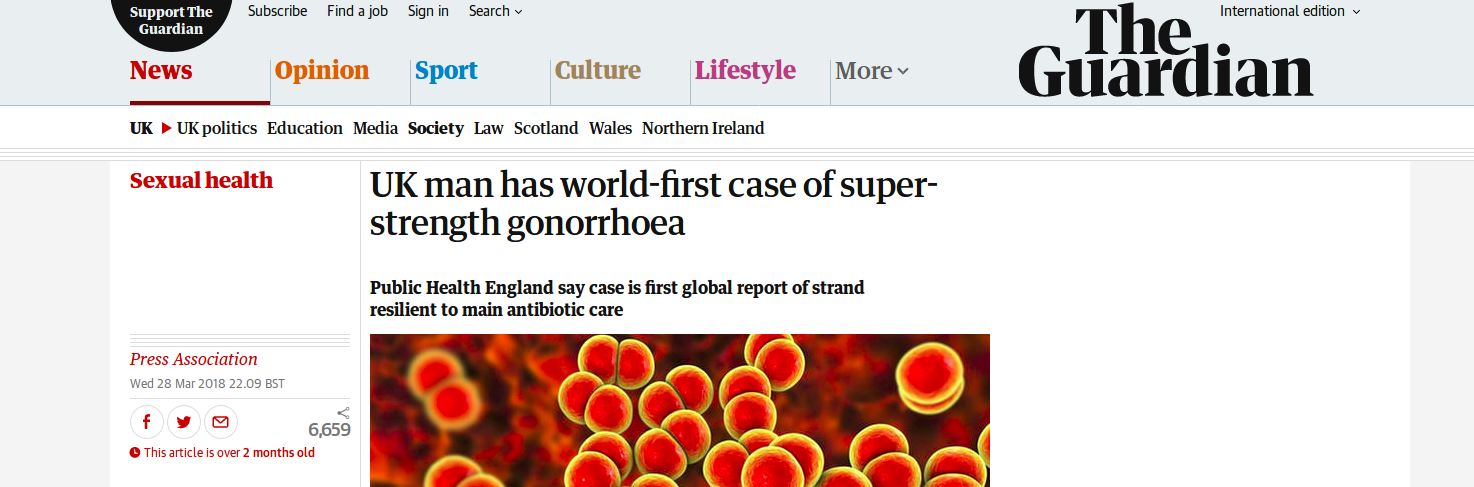 Support The
Guardian
Subscribe Find a job Sign in Search
International edition
The
Guardian
News Opinion Sport Culture Lifestyle More
UK UK politics Education Media Society Law Scotland Wales Northern Ireland
Sexual health
UK man has world-first case of super-
strength gonorrhoea
Public Health England say case is first global report of strand
resilient to main antibiotic care
Press Association
Wed 28 Mar 2018 22.09 BST
6,659
This article is over 2 months old